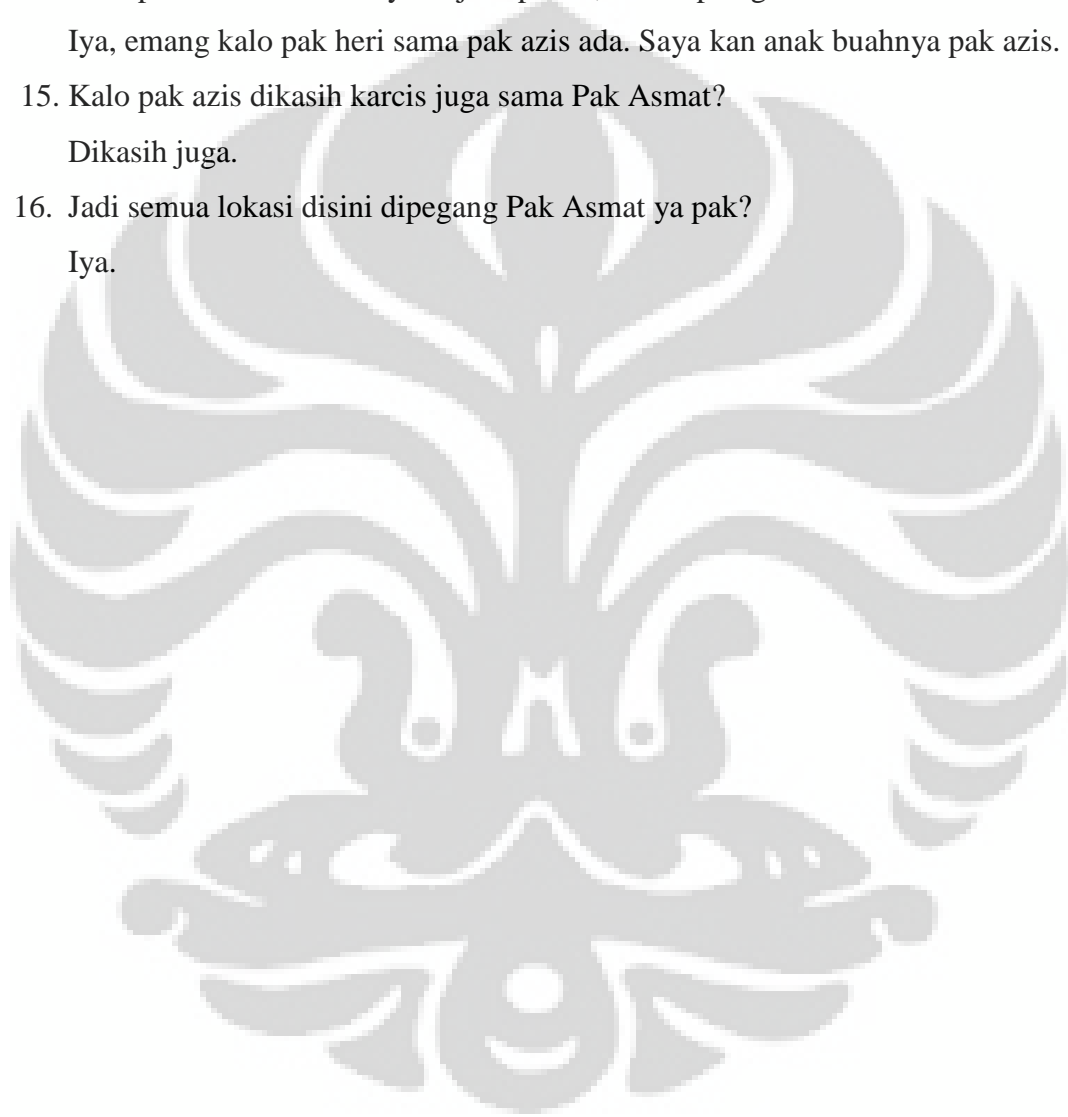 Iya, emang kalo pak heri sama pak azis ada. Saya kan anak buahnya pak azis.
15. Kalo pak azis dikasih karcis juga sama Pak Asmat?
Dikasih juga.
16. Jadi semua lokasi disini dipegang Pak Asmat ya pak?
Iya.